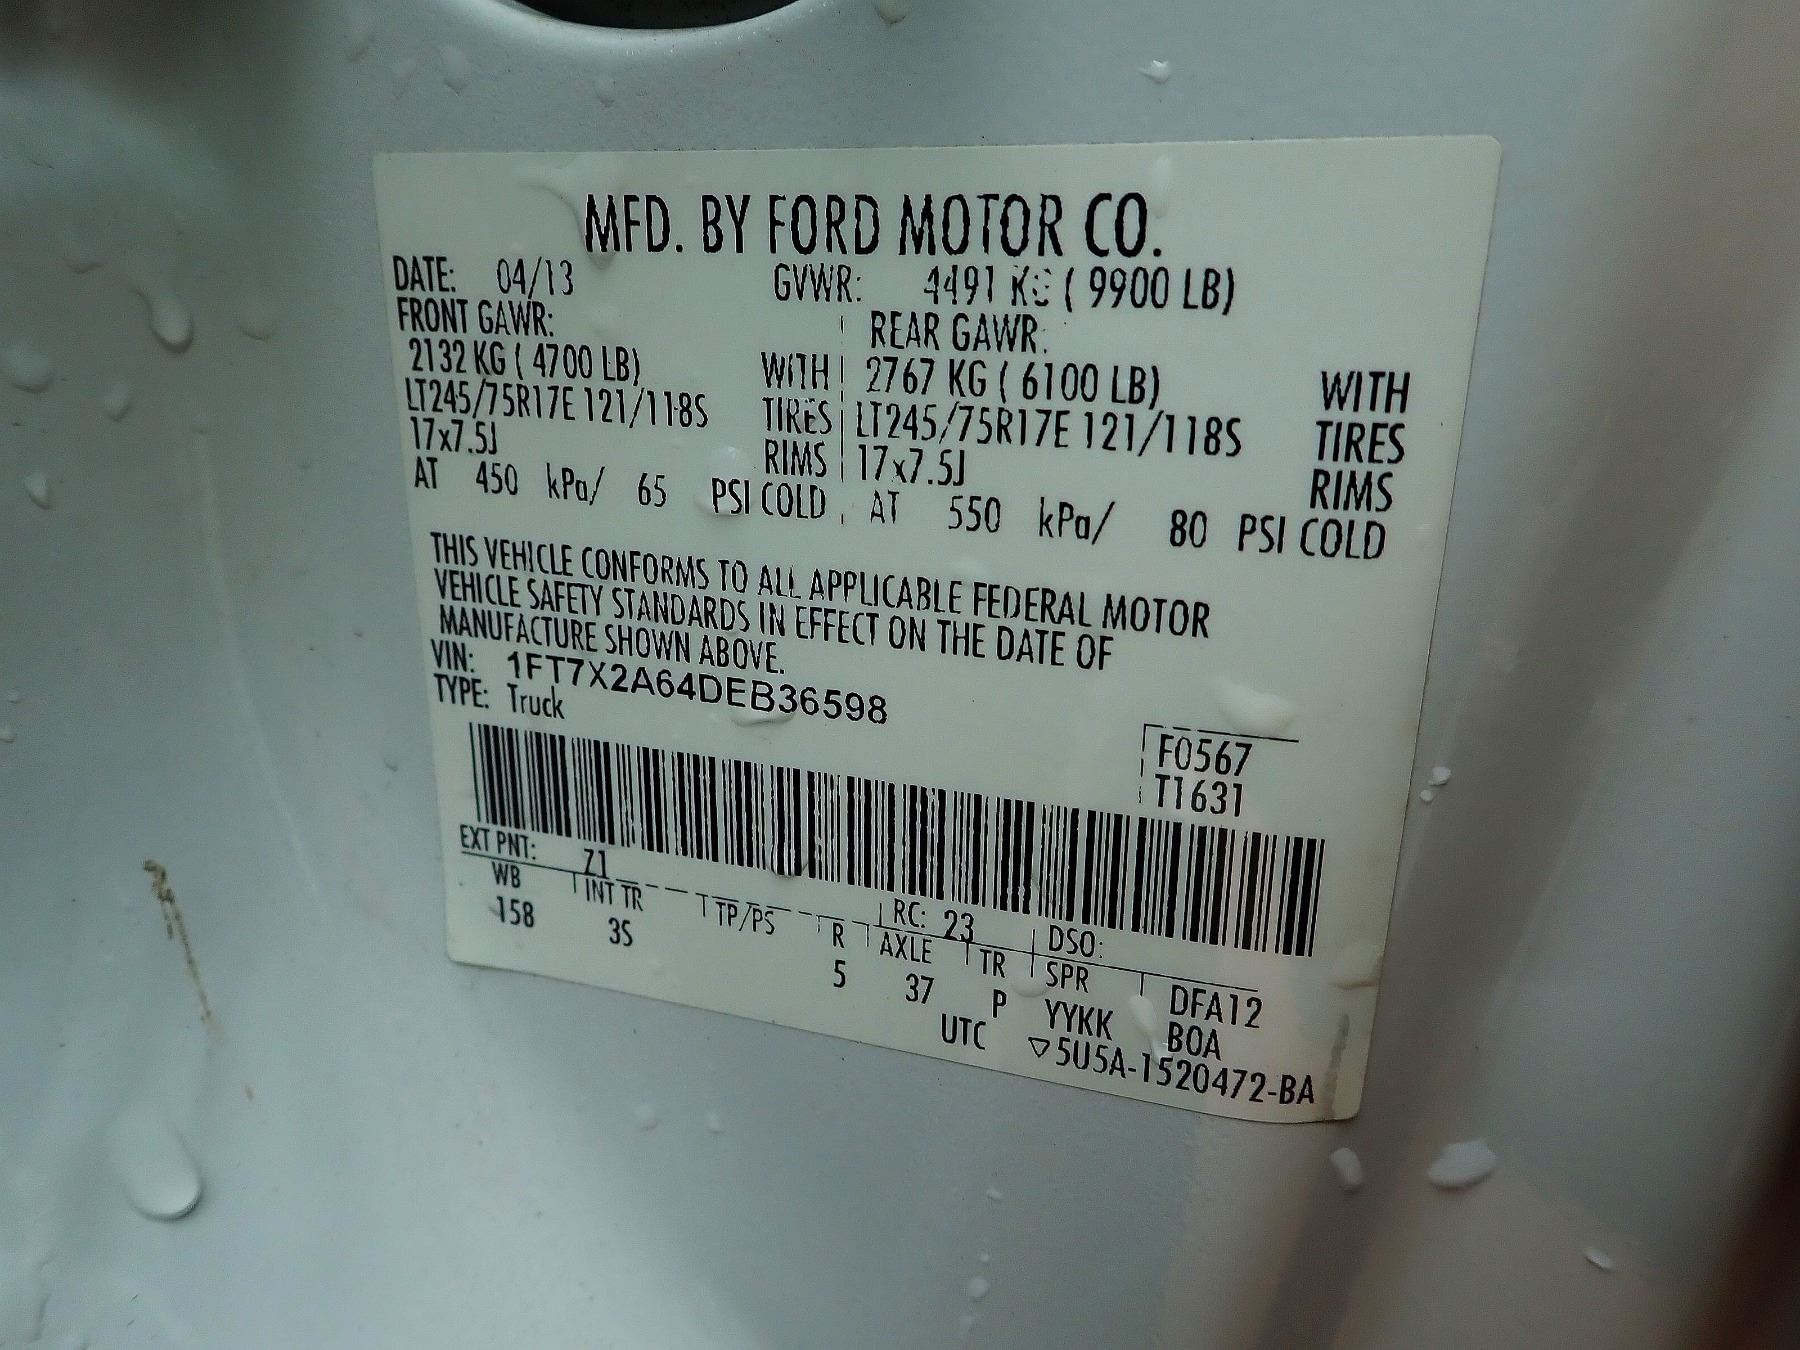 MFD. BY FORD MOTOR CO.
DATE: 04/13 GVWR: 4491 KG ( 9900 LB)
FRONT GAWR: REAR GAWR:
2132 KG ( 4700 LB) WITH 2767 KG ( 6100 LB) WITH
LT245/75R17E 121/118S TIRES LT245/75R17E 121/118S TIRES
17x7.5J RIMS 17x7.5J RIMS
AT 450 kPa/ 65 PSI COLD AT 550 kPa/ 80 PSI COLD
THIS VEHICLE CONFORMS TO ALL APPLICABLE FEDERAL MOTOR
VEHICLE SAFETY STANDARDS IN EFFECT ON THE DATE OF
MANUFACTURE SHOWN ABOVE.
VIN: 1FT7X2A64DEB36598
TYPE: Truck
F0567
T1631
EXT PNT: Z1 RC: 23 DSO:
WB INT TR TP/PS R AXLE TR SPR DFA12
158 3S 5 37 P YYKK BOA
UTC ▽5U5A-1520472-BA